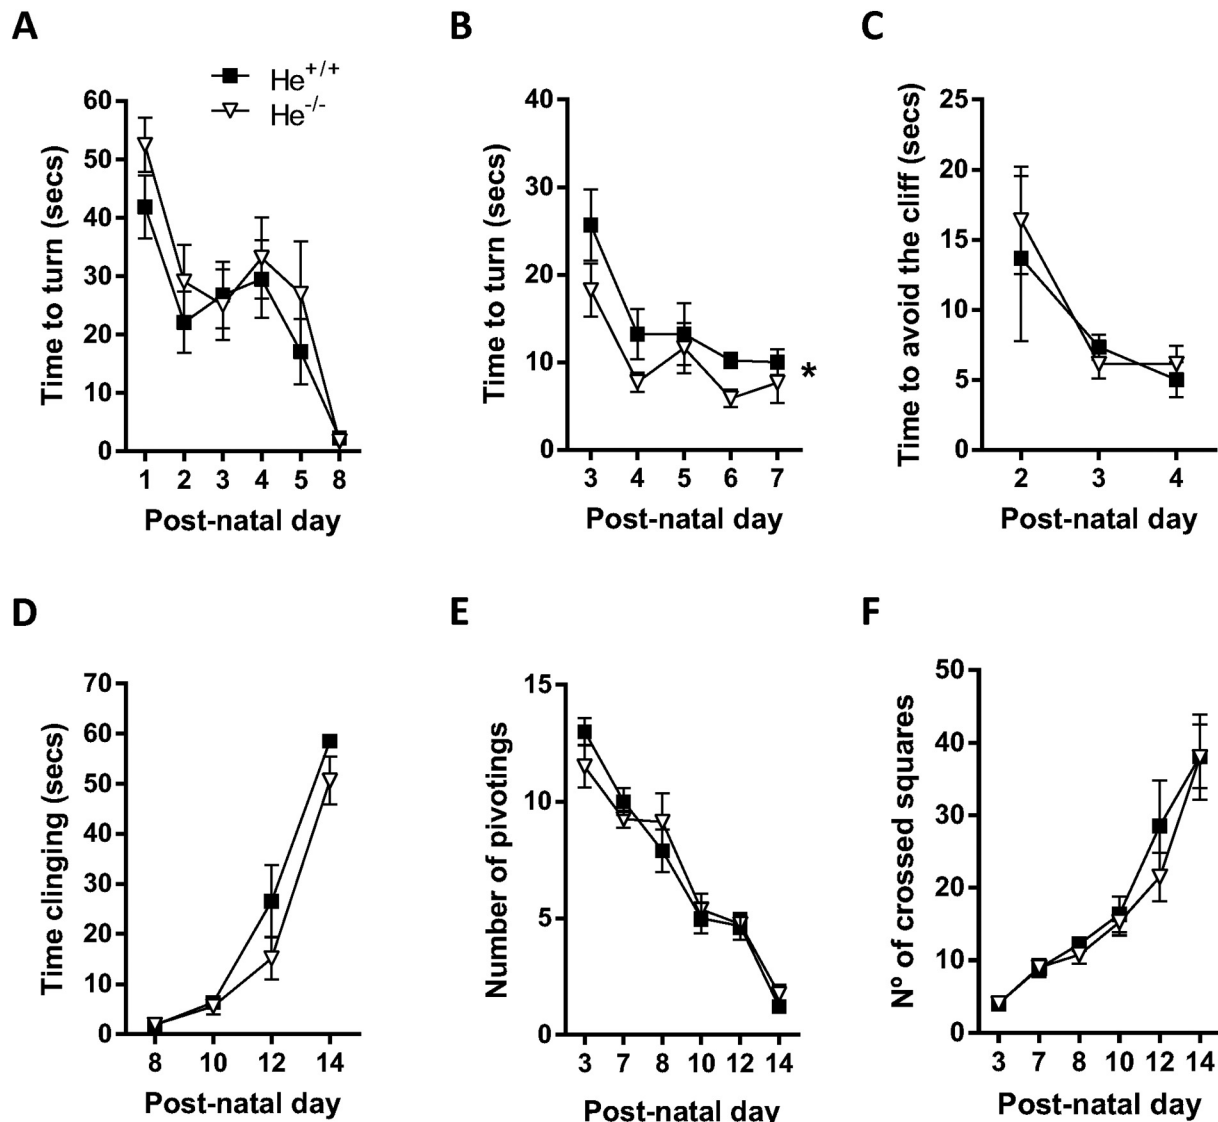 A
B
C
He+/+
He-/-
60
50
40
30
20
10
0
Time to turn (secs)
1 2 3 4 5 8
Post-natal day
40
30
20
10
0
Time to turn (secs)
*
3 4 5 6 7
Post-natal day
25
20
15
10
5
0
Time to avoid the cliff (secs)
2 3 4
Post-natal day
D
E
F
70
60
50
40
30
20
10
0
Time clinging (secs)
8 10 12 14
Post-natal day
15
10
5
0
Number of pivotings
3 7 8 10 12 14
Post-natal day
50
40
30
20
10
0
Nº of crossed squares
3 7 8 10 12 14
Post-natal day